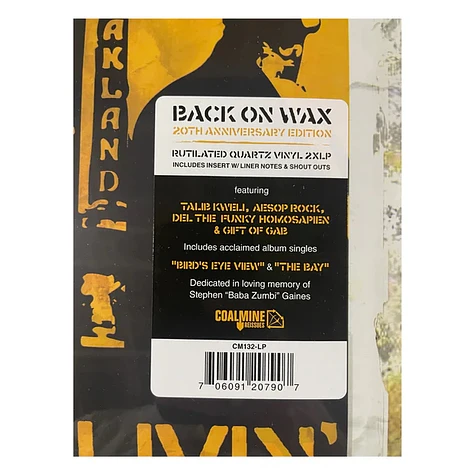 AKLAND
BACK ON WAX
20TH ANNIVERSARY EDITION
RUTILATED QUARTZ VINYL 2XLP
INCLUDES INSERT W/ LINER NOTES & SHOUT OUTS
featuring
TALIB KWELI, AESOP ROCK,
DEL THE FUNKY HOMOSAPIEN
& GIFT OF GAB
Includes acclaimed album singles
"BIRD'S EYE VIEW" & "THE BAY"
Dedicated in loving memory of
Stephen "Baba Zumbi" Gaines
COALMINE
REISSUES
CM132-LP
7 06091 20790 7
LIVIN'